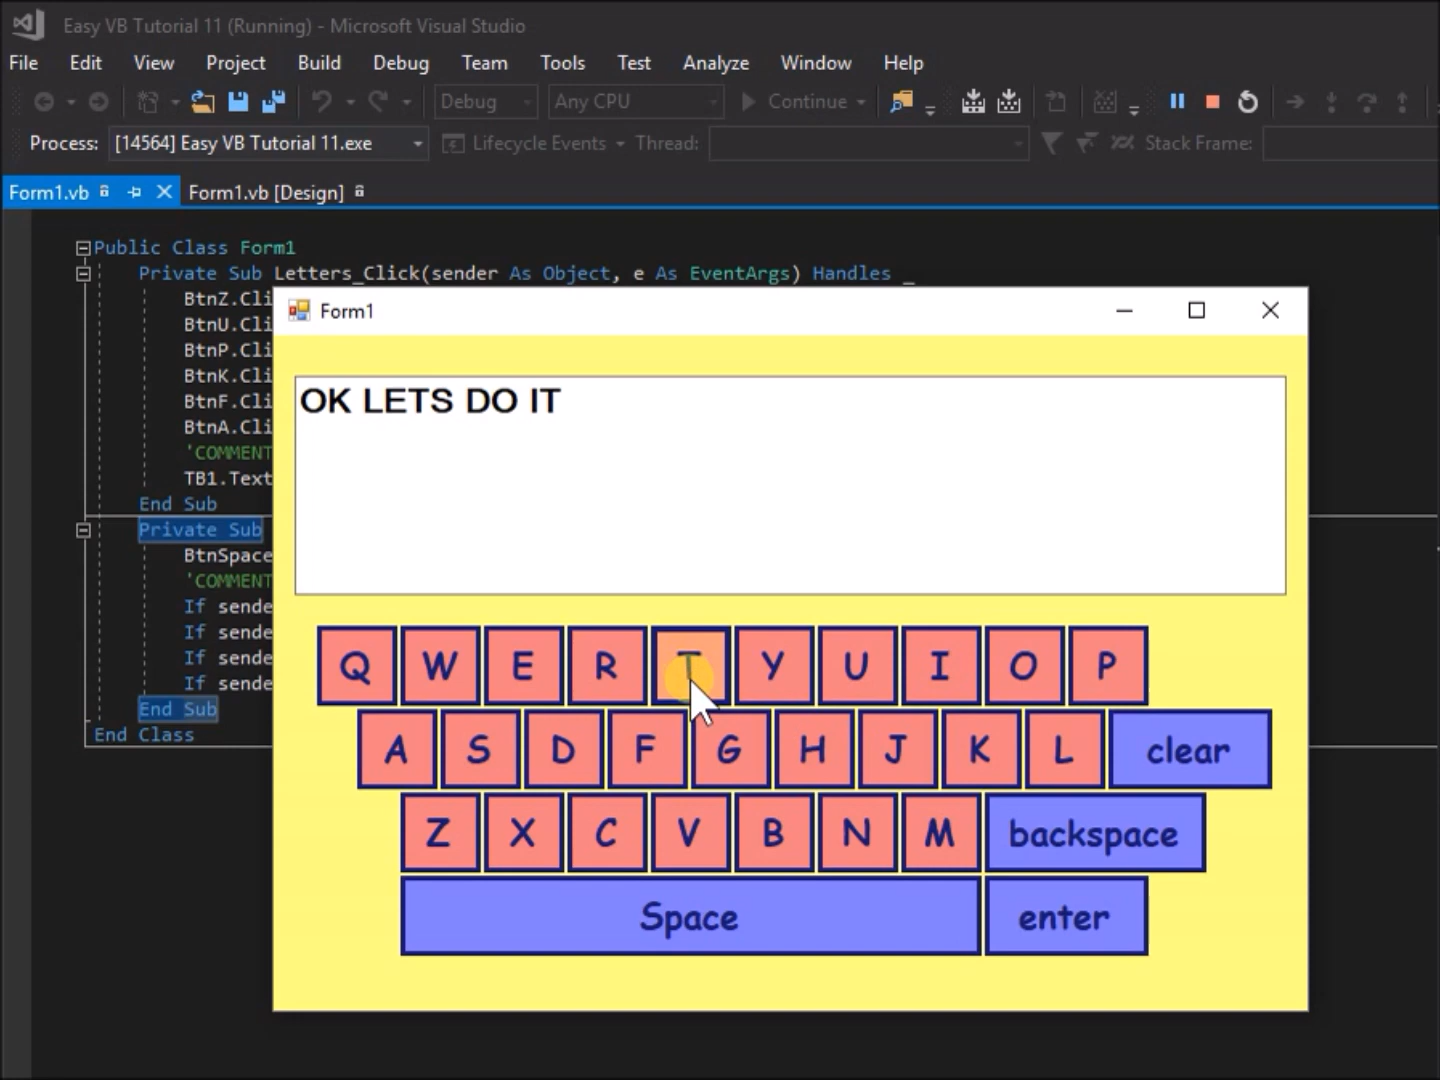 Easy VB Tutorial 11 (Running) - Microsoft Visual Studio
File Edit View Project Build Debug Team Tools Test Analyze Window Help
Debug Any CPU Continue
Process: [14564] Easy VB Tutorial 11.exe Lifecycle Events Thread: Stack Frame:
Form1.vb Form1.vb [Design]
Public Class Form1
Private Sub Letters_Click(sender As Object, e As EventArgs) Handles _
BtnZ.Cli
BtnU.Cli
BtnP.Cli
BtnK.Cli
BtnF.Cli
BtnA.Cli
'COMMENT
TB1.Text
End Sub
Private Sub
BtnSpace
'COMMENT
If sende
If sende
If sende
If sende
End Sub
End Class
Form1
OK LETS DO IT
Q W E R T Y U I O P
A S D F G H J K L clear
Z X C V B N M backspace
Space enter